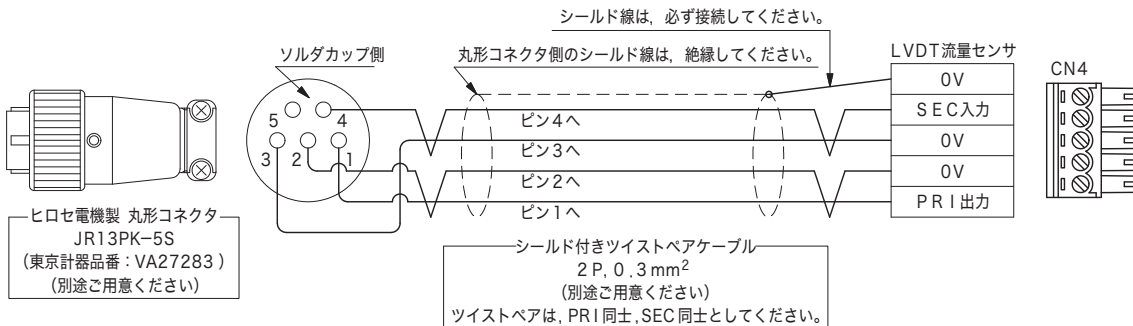 シールド線は，必ず接続してください。
ソルダカップ側
丸形コネクタ側のシールド線は，絶縁してください。
LVDT流量センサ
CN4
0V
SEC入力
0V
0V
PRI出力
5
4
3
2
1
ピン4へ
ピン3へ
ピン2へ
ピン1へ
ヒロセ電機製 丸形コネクタ
JR13PK−5S
(東京計器品番：VA27283 )
(別途ご用意ください)
シールド付きツイストペアケーブル
2P, 0.3mm²
(別途ご用意ください)
ツイストペアは, PRI同士,SEC同士としてください。